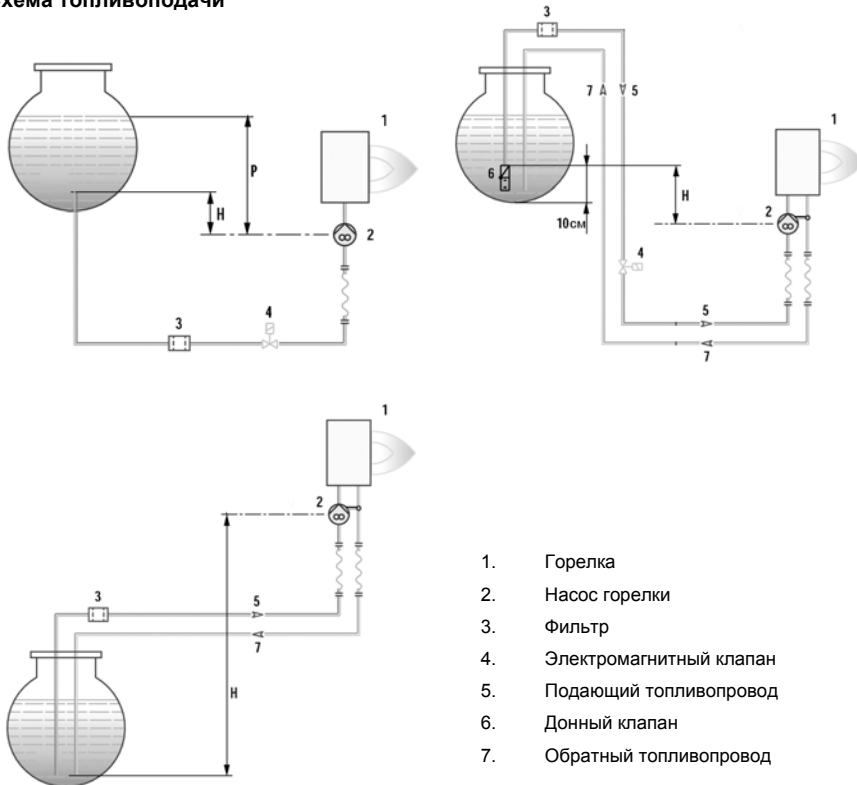 хема топливоподачи
P
H
1
2
3
4
3
7
5
1
6
10см
H
2
4
5
7
1
2
3
5
7
H
1. Горелка
2. Насос горелки
3. Фильтр
4. Электромагнитный клапан
5. Подающий топливопровод
6. Донный клапан
7. Обратный топливопровод